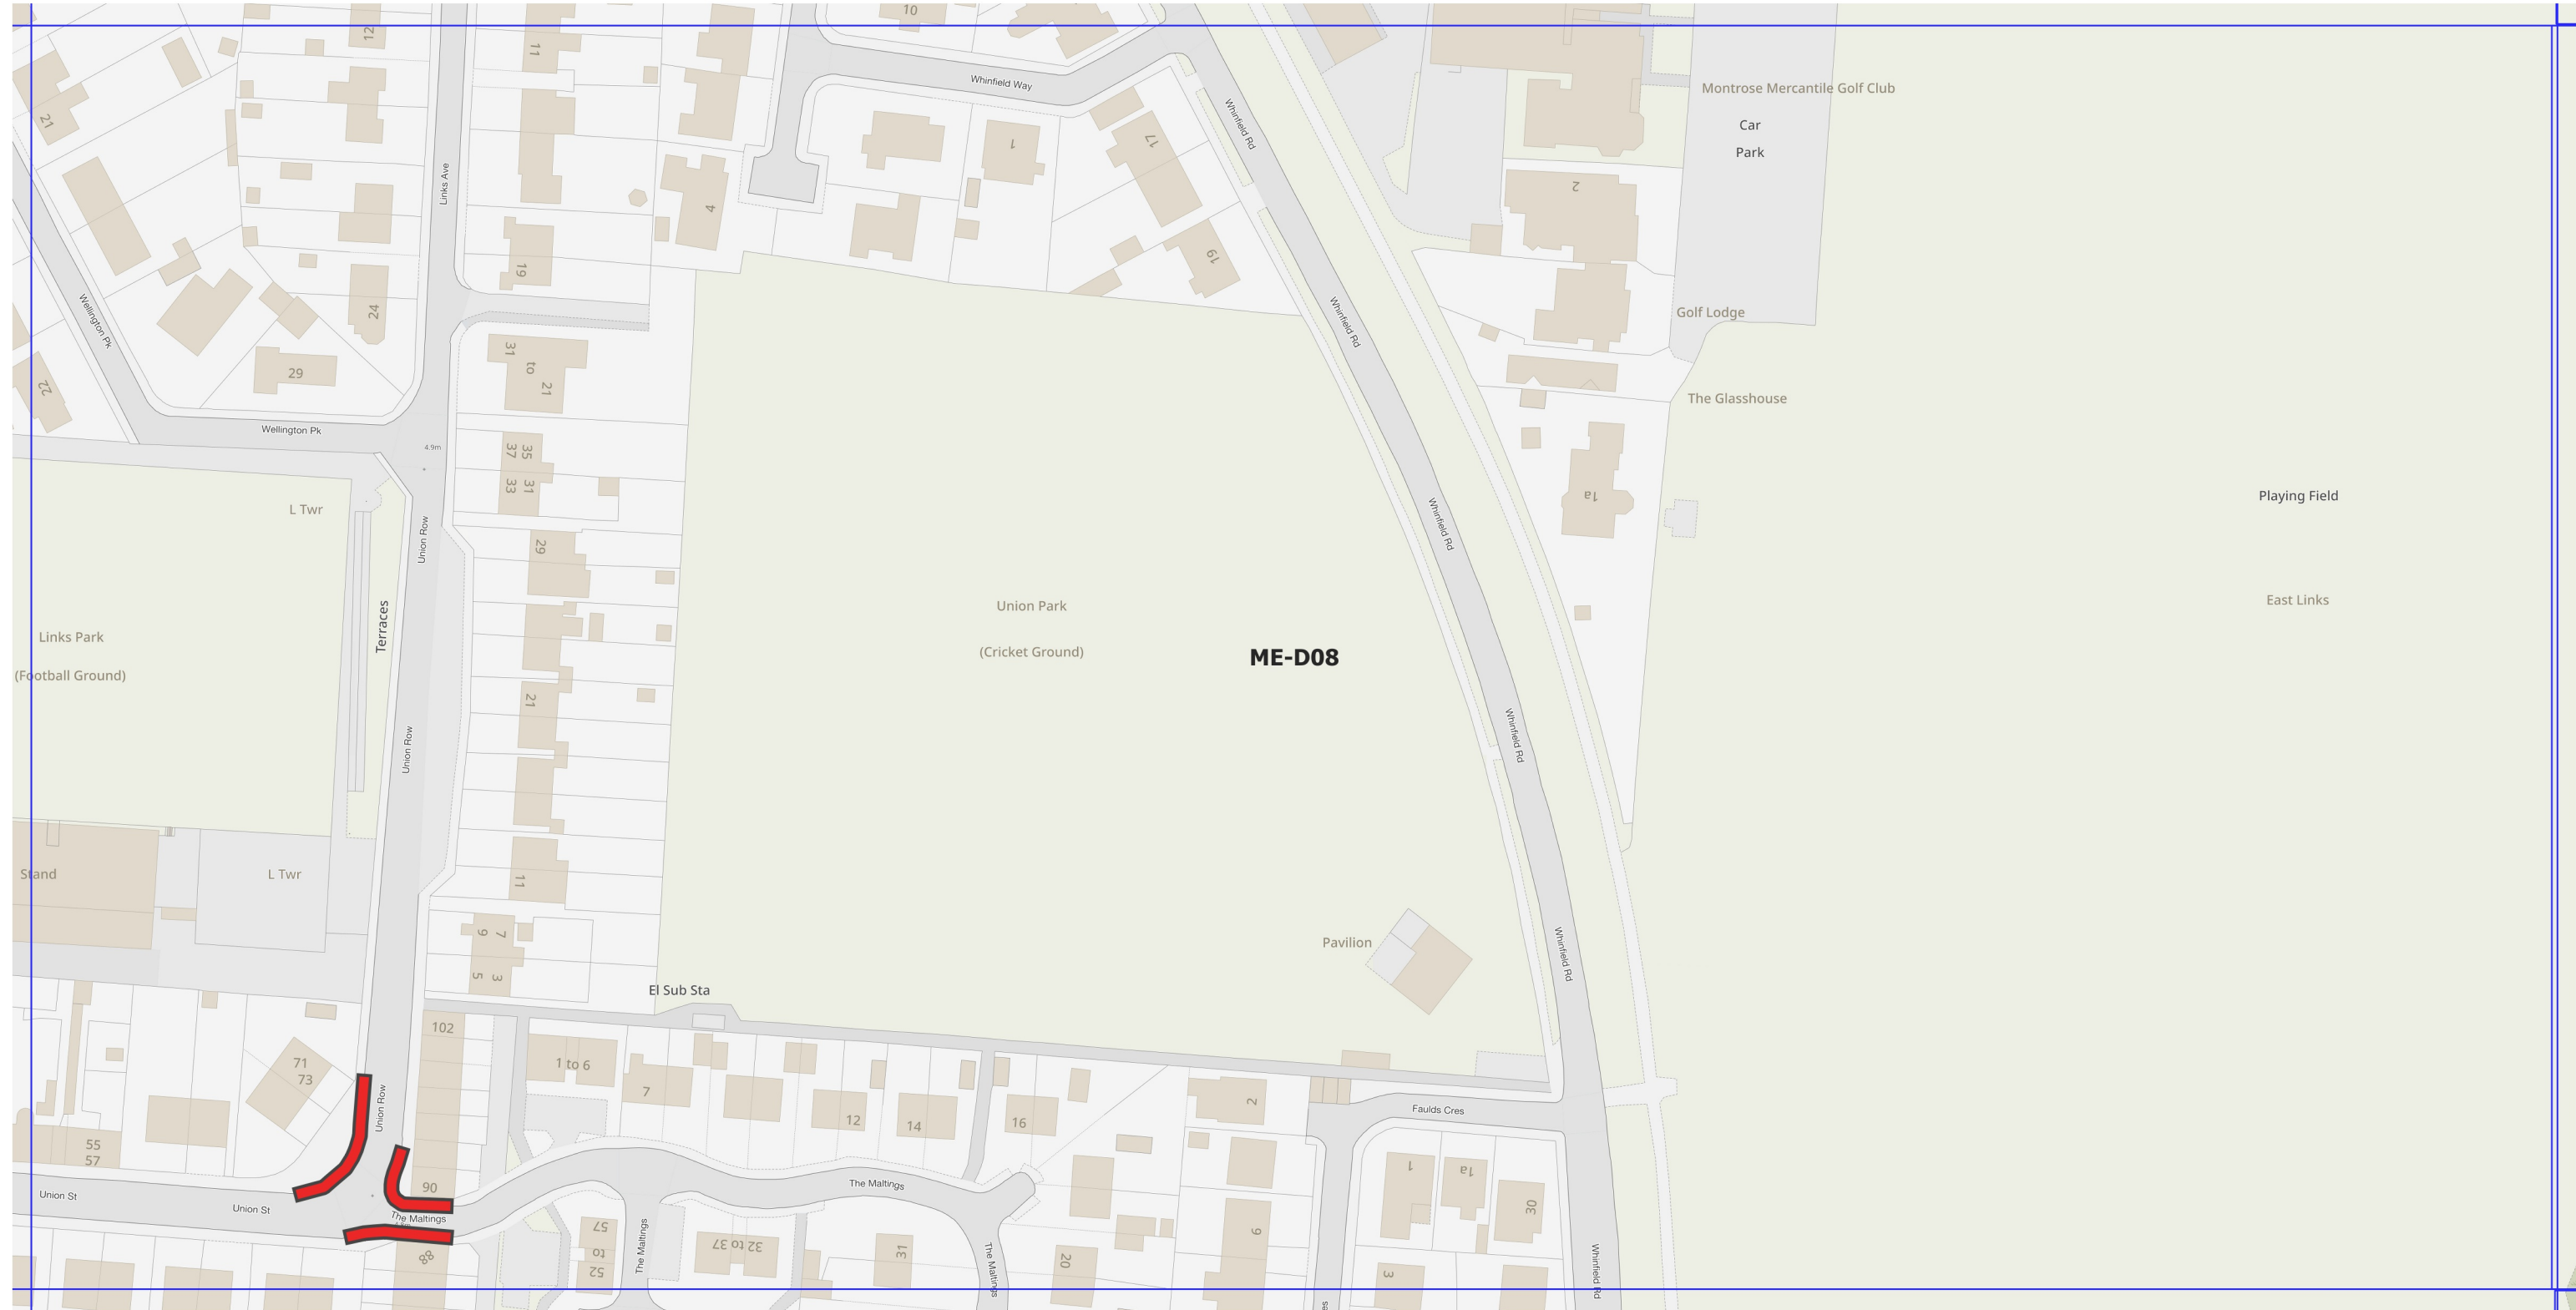 10
12
11
Whinfield Way
Montrose Mercantile Golf Club
21
Whinfield Rd
Car
Park
1
17
Links Ave
2
4
19
19
24
Wellington Pk
Whinfield Rd
Golf Lodge
31
to
21
29
22
The Glasshouse
Wellington Pk
4.9m
35
37
31
33
1a
Playing Field
L Twr
Union Row
Whinfield Rd
29
East Links
Union Park
Terraces
Links Park
(Cricket Ground)
ME-D08
(Football Ground)
21
Union Row
Whinfield Rd
Stand
L Twr
11
7
9
Pavilion
Whinfield Rd
3
5
El Sub Sta
102
71
73
1 to 6
7
Union Row
12
14
16
2
Faulds Cres
55
57
1
1a
90
The Maltings
Union St
Union St
The Maltings
30
57
to
52
The Maltings
32 to 37
31
The Maltings
20
9
88
3
Whinfield Rd
es